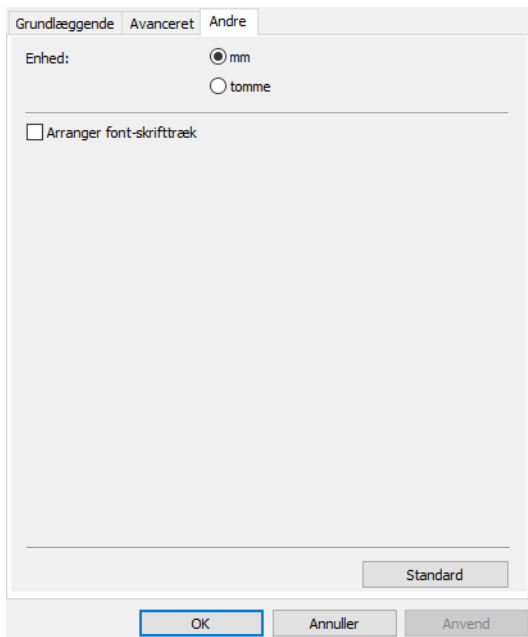 Grundlæggende Avanceret Andre
Enhed: mm
tomme
Arranger font-skrifttræk
Standard
OK Annuller Anvend